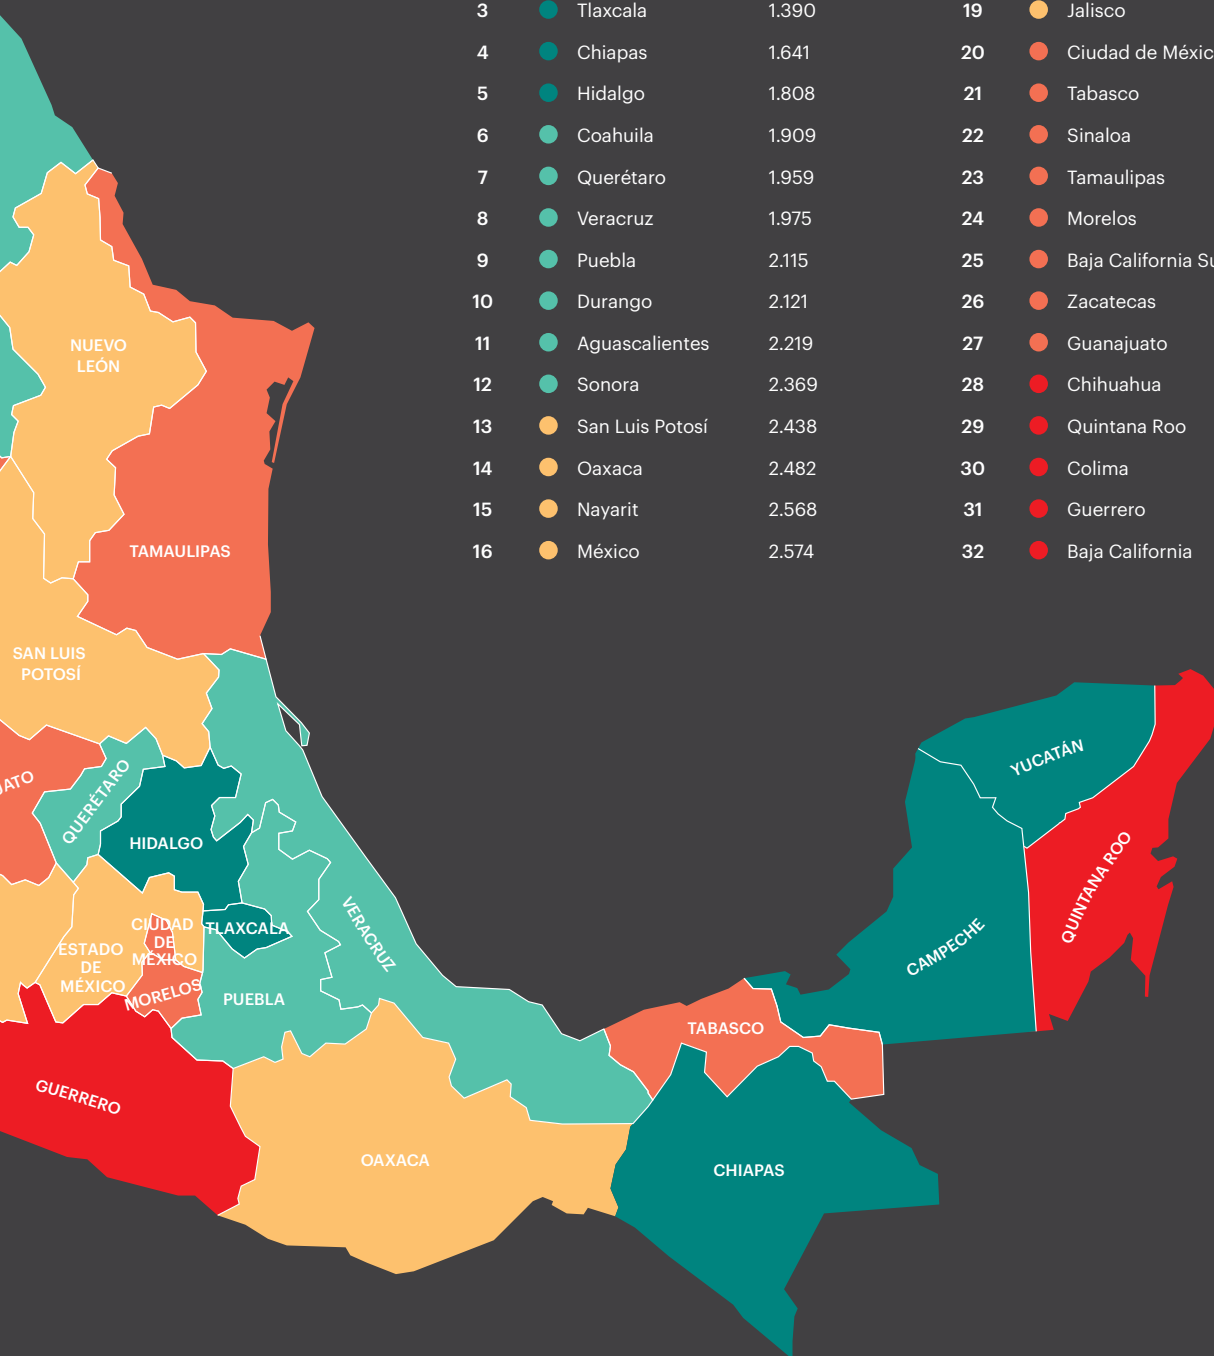 3 Tlaxcala 1.390
4 Chiapas 1.641
5 Hidalgo 1.808
6 Coahuila 1.909
7 Querétaro 1.959
8 Veracruz 1.975
9 Puebla 2.115
10 Durango 2.121
11 Aguascalientes 2.219
12 Sonora 2.369
13 San Luis Potosí 2.438
14 Oaxaca 2.482
15 Nayarit 2.568
16 México 2.574
19 Jalisco
20 Ciudad de Méxic
21 Tabasco
22 Sinaloa
23 Tamaulipas
24 Morelos
25 Baja California Su
26 Zacatecas
27 Guanajuato
28 Chihuahua
29 Quintana Roo
30 Colima
31 Guerrero
32 Baja California
NUEVO
LEÓN
TAMAULIPAS
SAN LUIS
POTOSÍ
JATO
QUERÉTARO
HIDALGO
TLAXCALA
CIUDAD
DE
MÉXICO
ESTADO
DE
MÉXICO
MORELOS
PUEBLA
VERACRUZ
GUERRERO
OAXACA
TABASCO
CHIAPAS
CAMPECHE
YUCATÁN
QUINTANA ROO